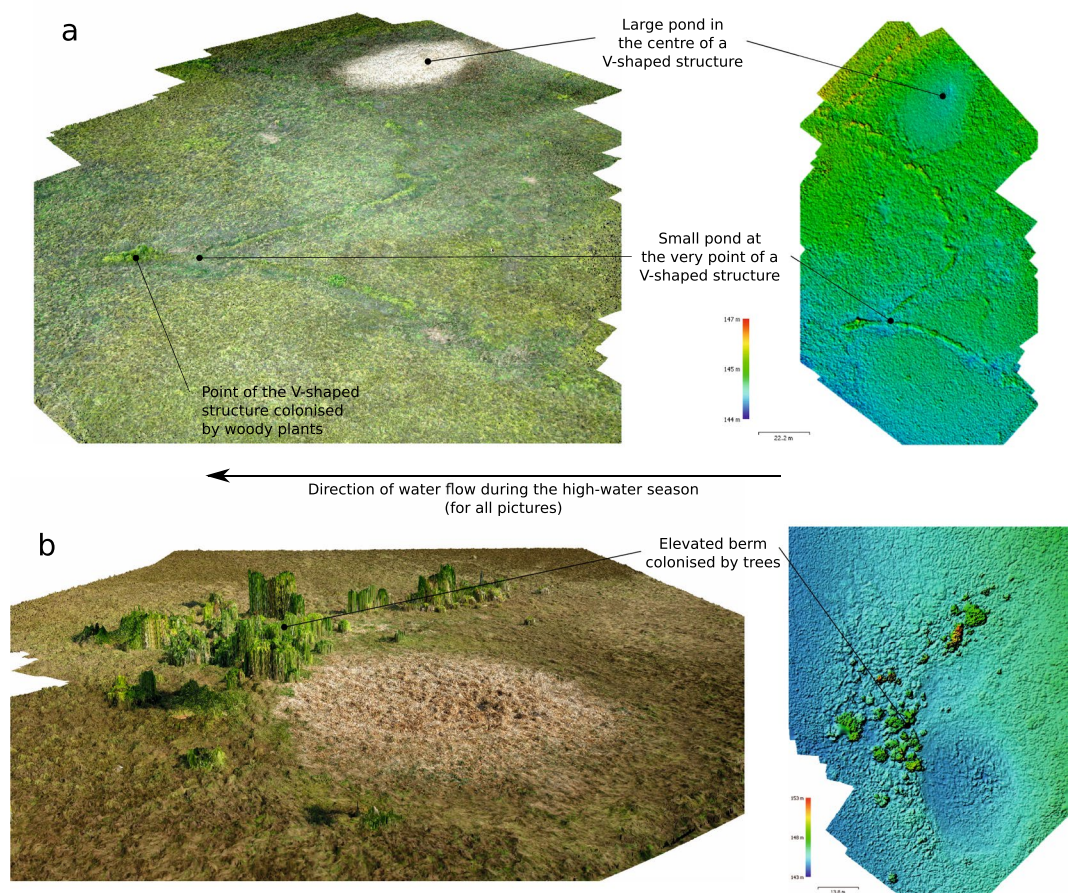 a
Large pond in
the centre of a
V-shaped structure
Small pond at
the very point of a
V-shaped structure
147 m
145 m
144 m
22.2 m
Point of the V-shaped
structure colonised
by woody plants
Direction of water flow during the high-water season
(for all pictures)
b
Elevated berm
colonised by trees
153 m
148 m
143 m